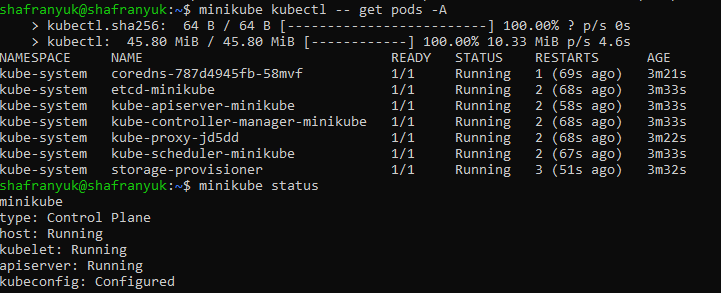 shafranyuk@shafranyuk:~$ minikube kubectl -- get pods -A
> kubectl.sha256: 64 B / 64 B [-------------------------] 100.00% ? p/s 0s
> kubectl: 45.80 MiB / 45.80 MiB [------------] 100.00% 10.33 MiB p/s 4.6s
NAMESPACE NAME READY STATUS RESTARTS AGE
kube-system coredns-787d4945fb-58mvf 1/1 Running 1 (69s ago) 3m21s
kube-system etcd-minikube 1/1 Running 2 (68s ago) 3m33s
kube-system kube-apiserver-minikube 1/1 Running 2 (58s ago) 3m33s
kube-system kube-controller-manager-minikube 1/1 Running 2 (68s ago) 3m33s
kube-system kube-proxy-jd5dd 1/1 Running 2 (68s ago) 3m22s
kube-system kube-scheduler-minikube 1/1 Running 2 (67s ago) 3m33s
kube-system storage-provisioner 1/1 Running 3 (51s ago) 3m32s
shafranyuk@shafranyuk:~$ minikube status
minikube
type: Control Plane
host: Running
kubelet: Running
apiserver: Running
kubeconfig: Configured